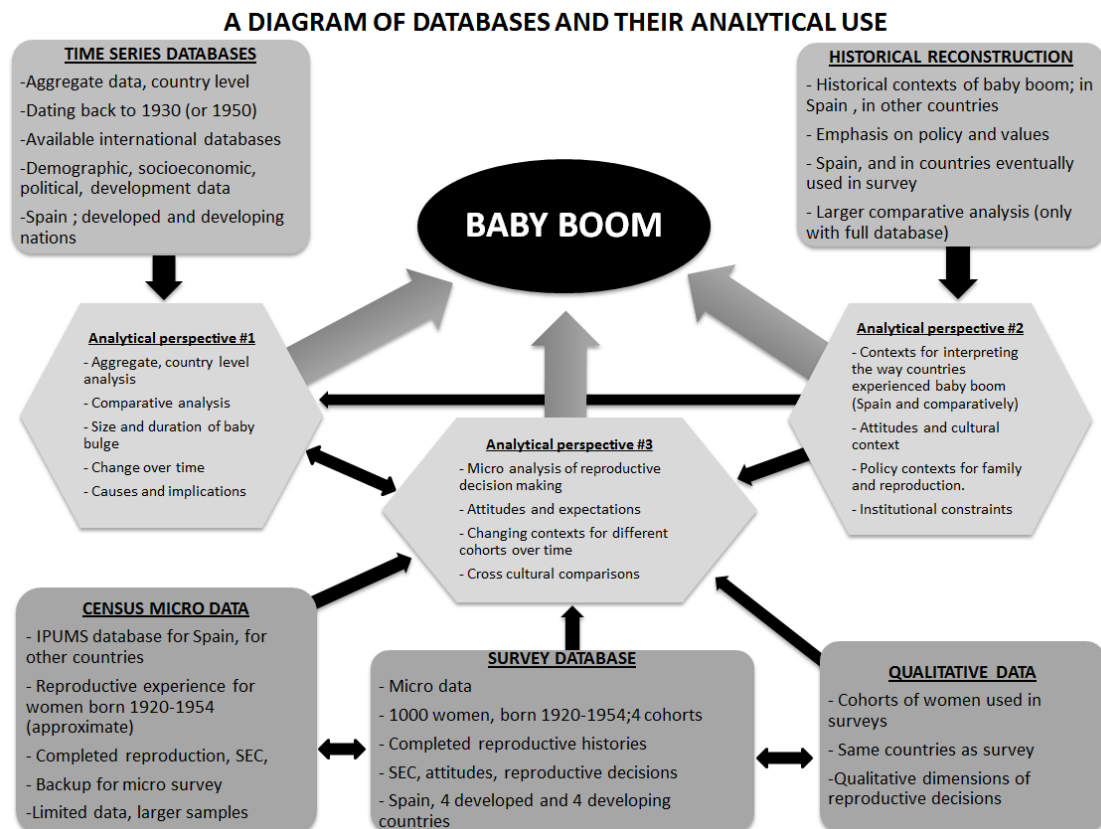 A DIAGRAM OF DATABASES AND THEIR ANALYTICAL USE
TIME SERIES DATABASES
-Aggregate data, country level
-Dating back to 1930 (or 1950)
-Available international databases
-Demographic, socioeconomic,
political, development data
-Spain ; developed and developing
nations
HISTORICAL RECONSTRUCTION
- Historical contexts of baby boom; in
Spain , in other countries
- Emphasis on policy and values
- Spain, and in countries eventually
used in survey
- Larger comparative analysis (only
with full database)
BABY BOOM
Analytical perspective #1
- Aggregate, country level
analysis
- Comparative analysis
- Size and duration of baby
bulge
- Change over time
- Causes and implications
Analytical perspective #2
- Contexts for interpreting
the way countries
experienced baby boom
(Spain and comparatively)
- Attitudes and cultural
context
- Policy contexts for family
and reproduction.
- Institutional constraints
Analytical perspective #3
- Micro analysis of reproductive
decision making
- Attitudes and expectations
- Changing contexts for different
cohorts over time
- Cross cultural comparisons
CENSUS MICRO DATA
- IPUMS database for Spain, for
other countries
- Reproductive experience for
women born 1920-1954
(approximate)
- Completed reproduction, SEC,
- Backup for micro survey
-Limited data, larger samples
SURVEY DATABASE
- Micro data
- 1000 women, born 1920-1954;4 cohorts
- Completed reproductive histories
- SEC, attitudes, reproductive decisions
- Spain, 4 developed and 4 developing
countries
QUALITATIVE DATA
- Cohorts of women used in
surveys
- Same countries as survey
-Qualitative dimensions of
reproductive decisions